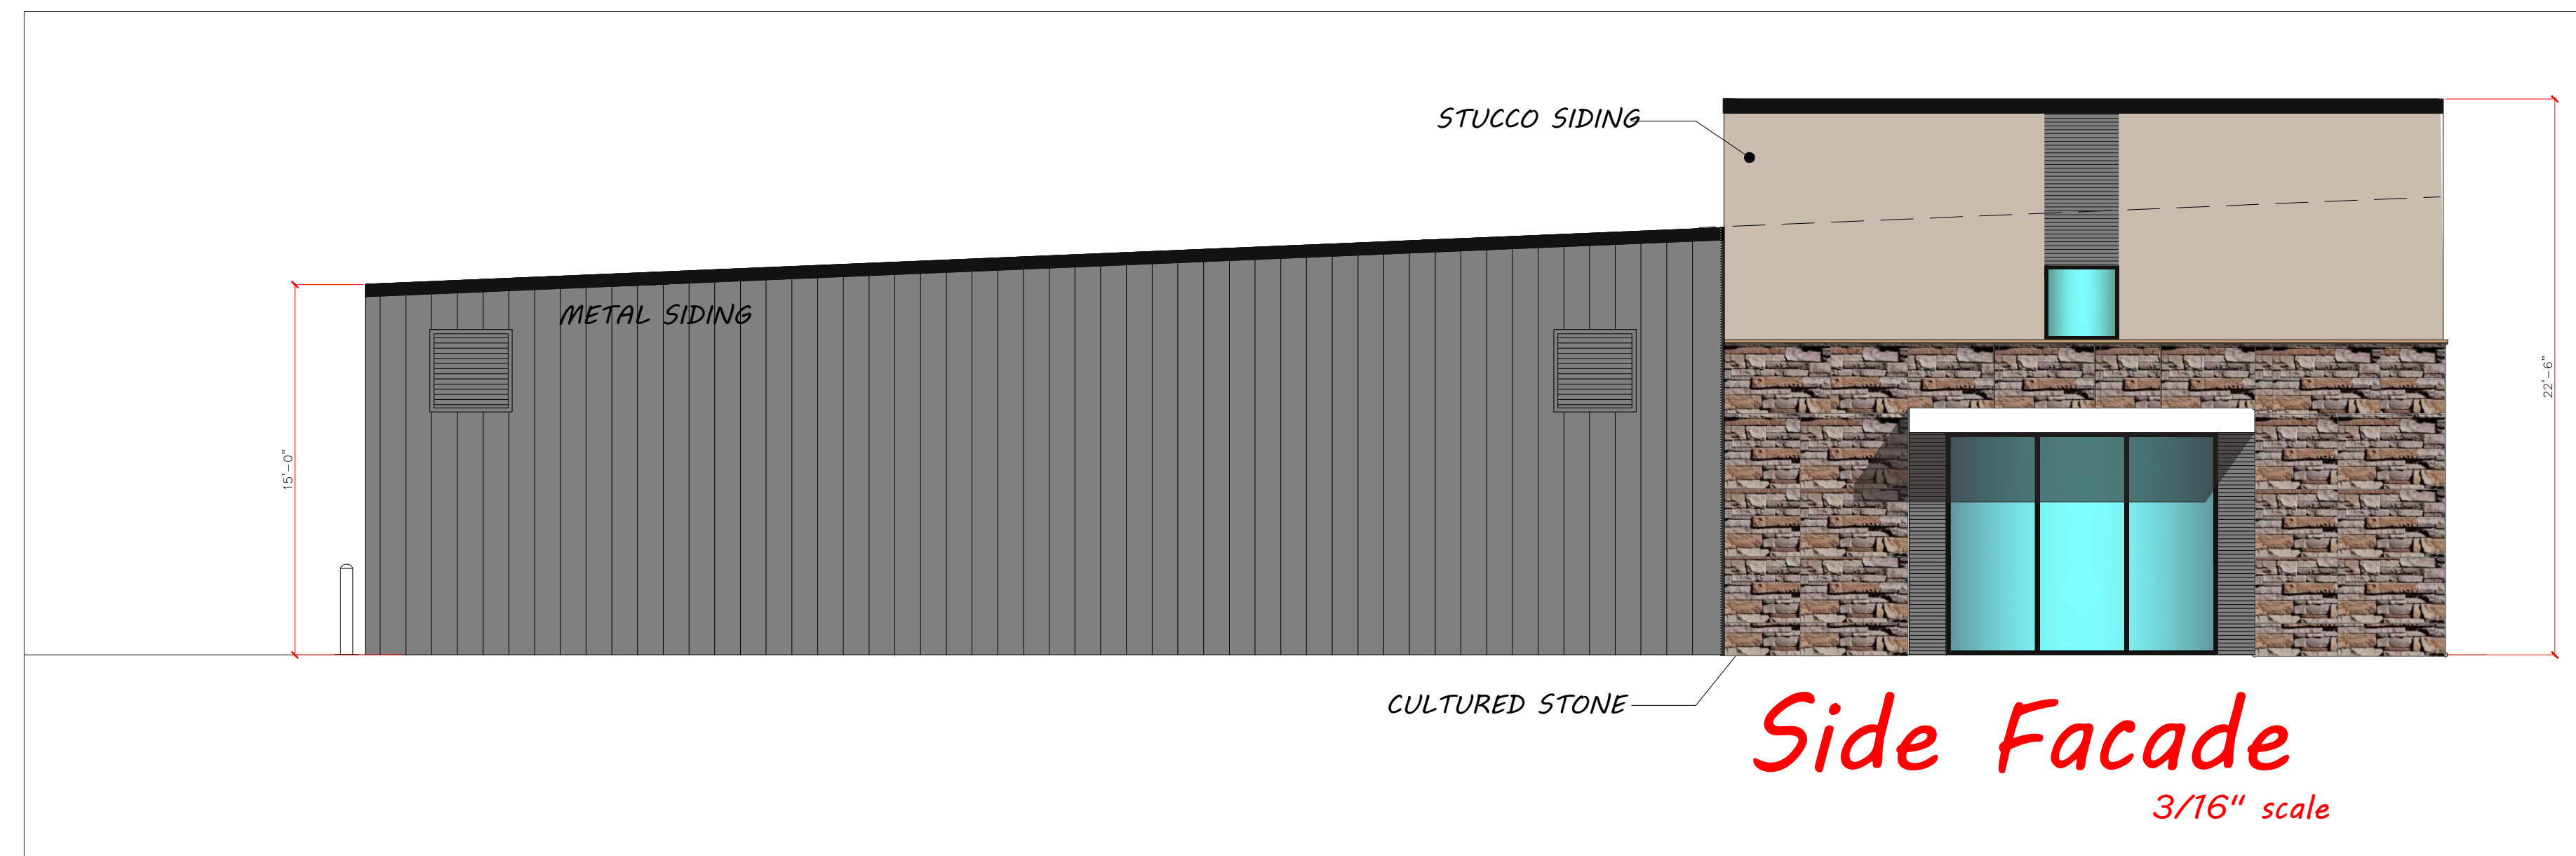 STUCCO SIDING
METAL SIDING
15'-0"
22'-6"
CULTURED STONE
Side Facade
3/16" scale